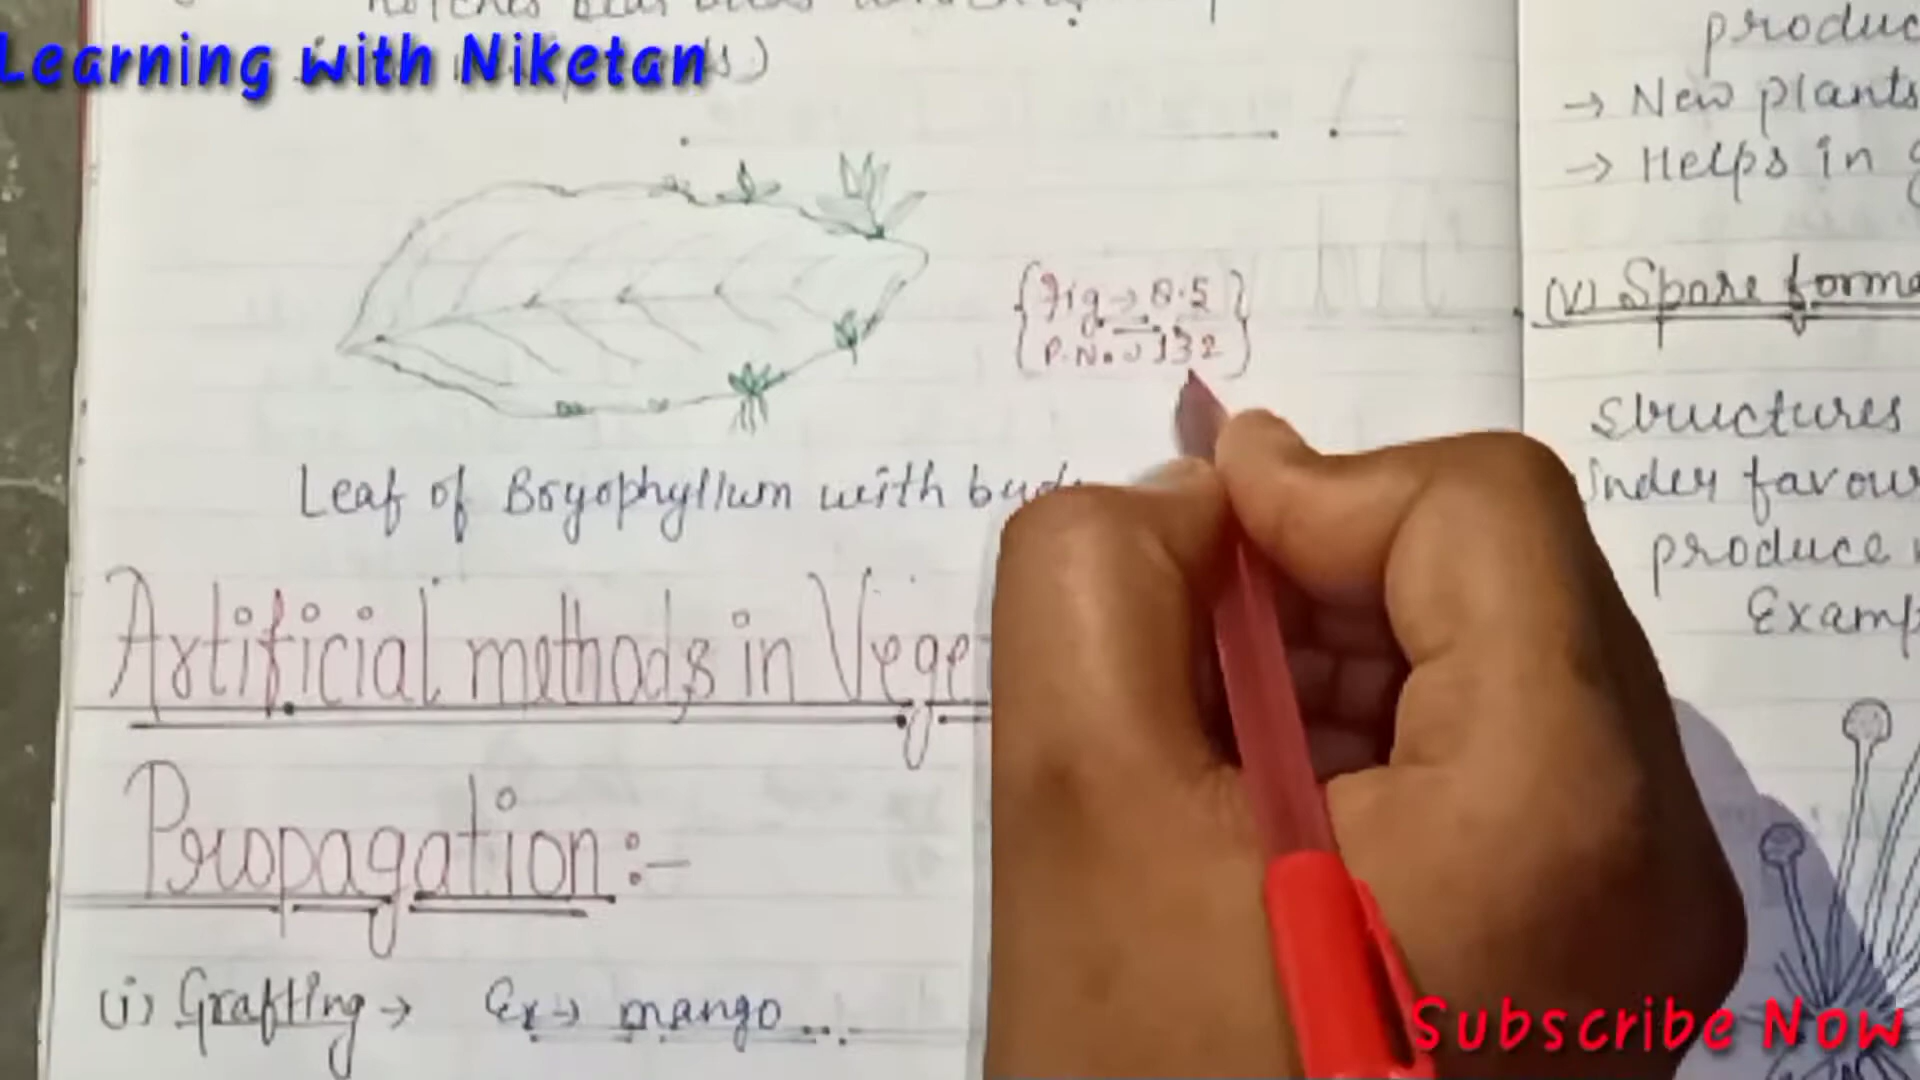 Learning with Niketan
{Fig → 8.5
P.No. → 132}
Leaf of Bryophyllum with
Artificial methods in Vege
Propagation:-
(i) Grafting → Ex → mango...
produc
→ New plants
→ Helps in g
(V) Spore forma
structures
under favour
produce
Examp
Subscribe Now